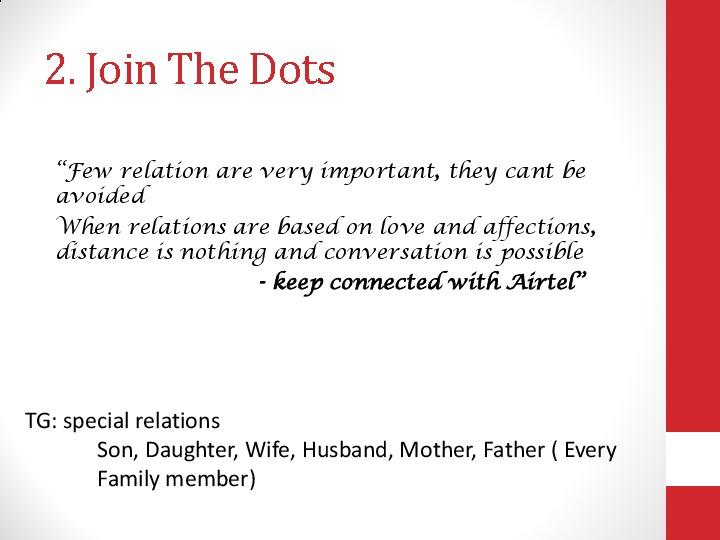 2. Join The Dots
“Few relation are very important, they cant be
avoided
When relations are based on love and affections,
distance is nothing and conversation is possible
- keep connected with Airtel”
TG: special relations
Son, Daughter, Wife, Husband, Mother, Father ( Every
Family member)